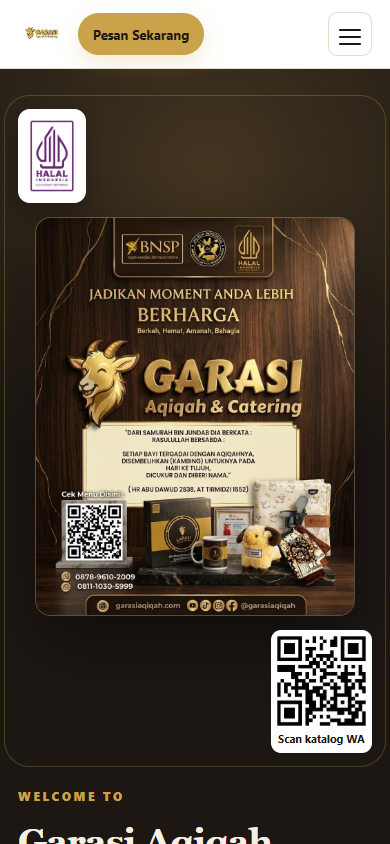 Pesan Sekarang
HALAL
INDONESIA
BNSP
HALAL
INDONESIA
JADIKAN MOMENT ANDA LEBIH
BERHARGA
Berkah, Hemat, Amanah, Bahagia
GARASI
Aqiqah & Catering
"DARI SAMURAH BIN JUNDAB DIA BERKATA :
RASULULLAH BERSABDA :
SETIAP BAYI TERGADAI DENGAN AQIQAHNYA,
DISEMBELIHKAN (KAMBING) UNTUKNYA PADA
HARI KE TUJUH,
DICUKUR DAN DIBERI NAMA."
( HR ABU DAWUD 2838, AT TIRMIDZI 1552)
Cek Menu Disini
0878-9610-2009
0811-1030-5999
garasiaqiqah.com
@garasiaqiqah
Scan katalog WA
WELCOME TO
Garasi Aqiqah